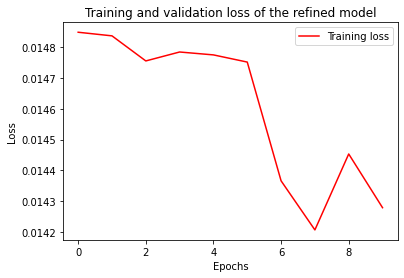 Training and validation loss of the refined model
Training loss
0.0148
0.0147
0.0146
0.0145
0.0144
0.0143
0.0142
Loss
0 2 4 6 8
Epochs